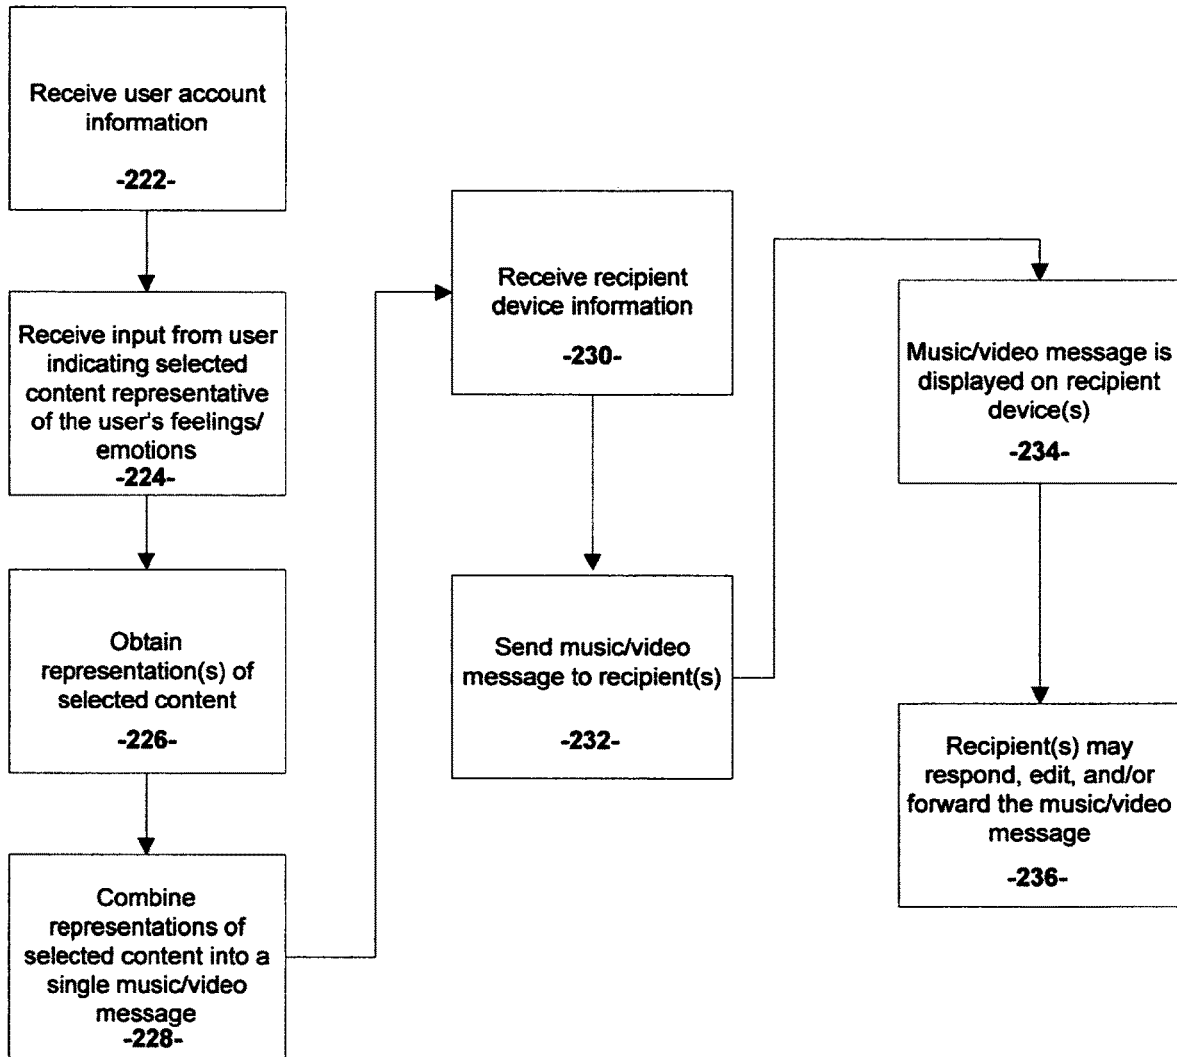 Receive user account
information
-222-
Receive input from user
indicating selected
content representative
of the user's feelings/
emotions
-224-
Obtain
representation(s) of
selected content
-226-
Combine
representations of
selected content into a
single music/video
message
-228-
Receive recipient
device information
-230-
Send music/video
message to recipient(s)
-232-
Music/video message is
displayed on recipient
device(s)
-234-
Recipient(s) may
respond, edit, and/or
forward the music/video
message
-236-